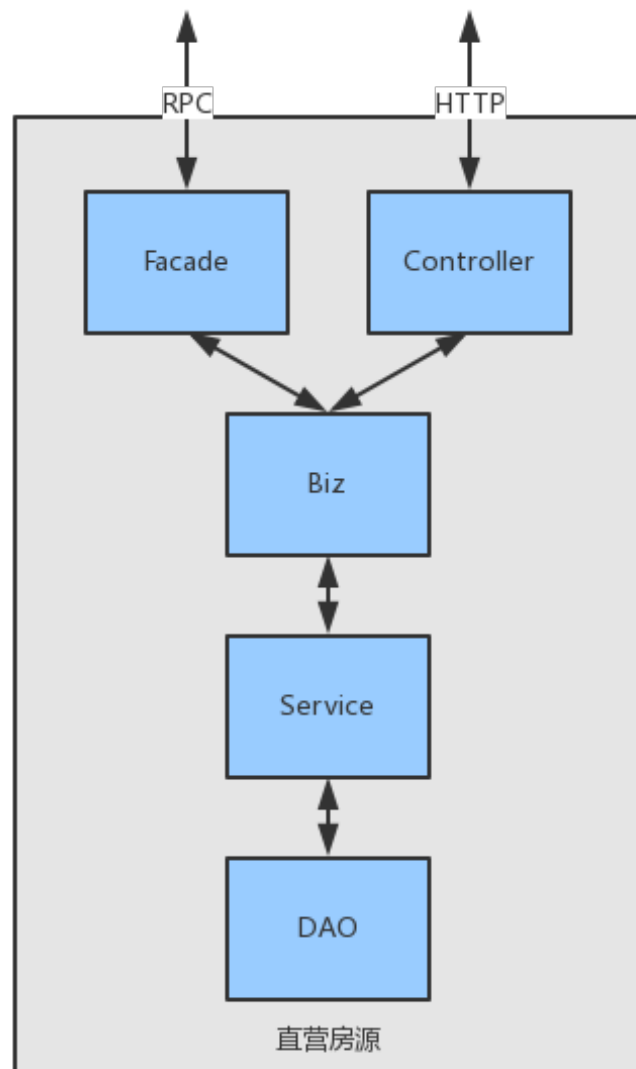 RPC
HTTP
Facade
Controller
Biz
Service
DAO
直营房源